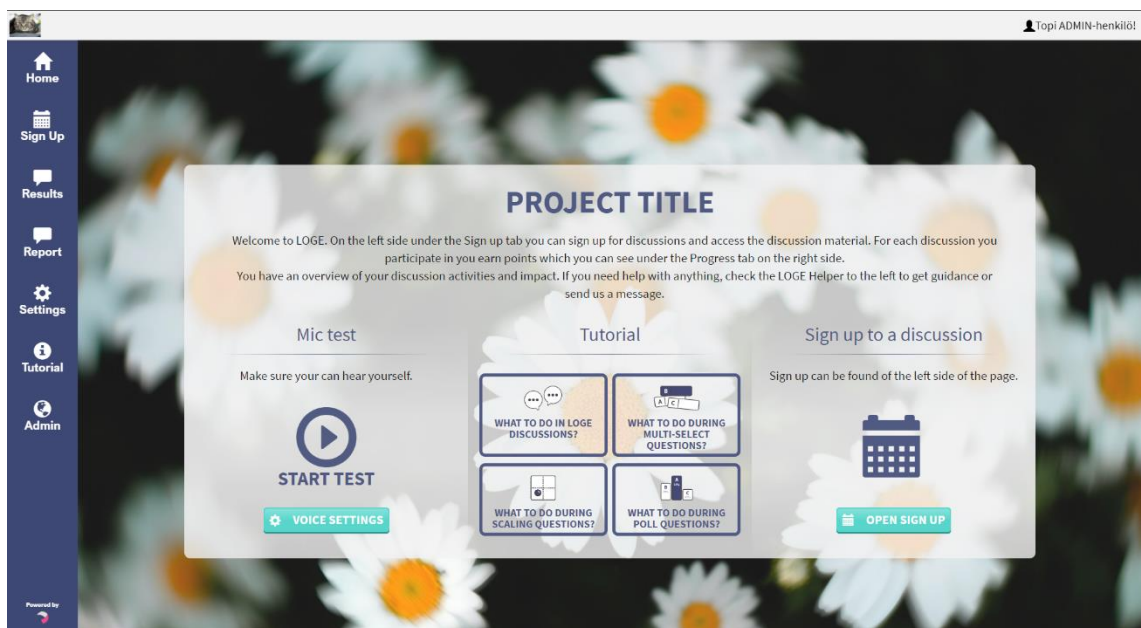 Topi ADMIN-henkilö!
Home
Sign Up
Results
Report
Settings
Tutorial
Admin
Powered by
PROJECT TITLE
Welcome to LOGE. On the left side under the Sign up tab you can sign up for discussions and access the discussion material. For each discussion you
participate in you earn points which you can see under the Progress tab on the right side.
You have an overview of your discussion activities and impact. If you need help with anything, check the LOGE Helper to the left to get guidance or
send us a message.
Mic test
Make sure your can hear yourself.
START TEST
VOICE SETTINGS
Tutorial
WHAT TO DO IN LOGE
DISCUSSIONS?
B
A C
WHAT TO DO DURING
MULTI-SELECT
QUESTIONS?
WHAT TO DO DURING
SCALING QUESTIONS?
WHAT TO DO DURING
POLL QUESTIONS?
Sign up to a discussion
Sign up can be found of the left side of the page.
OPEN SIGN UP